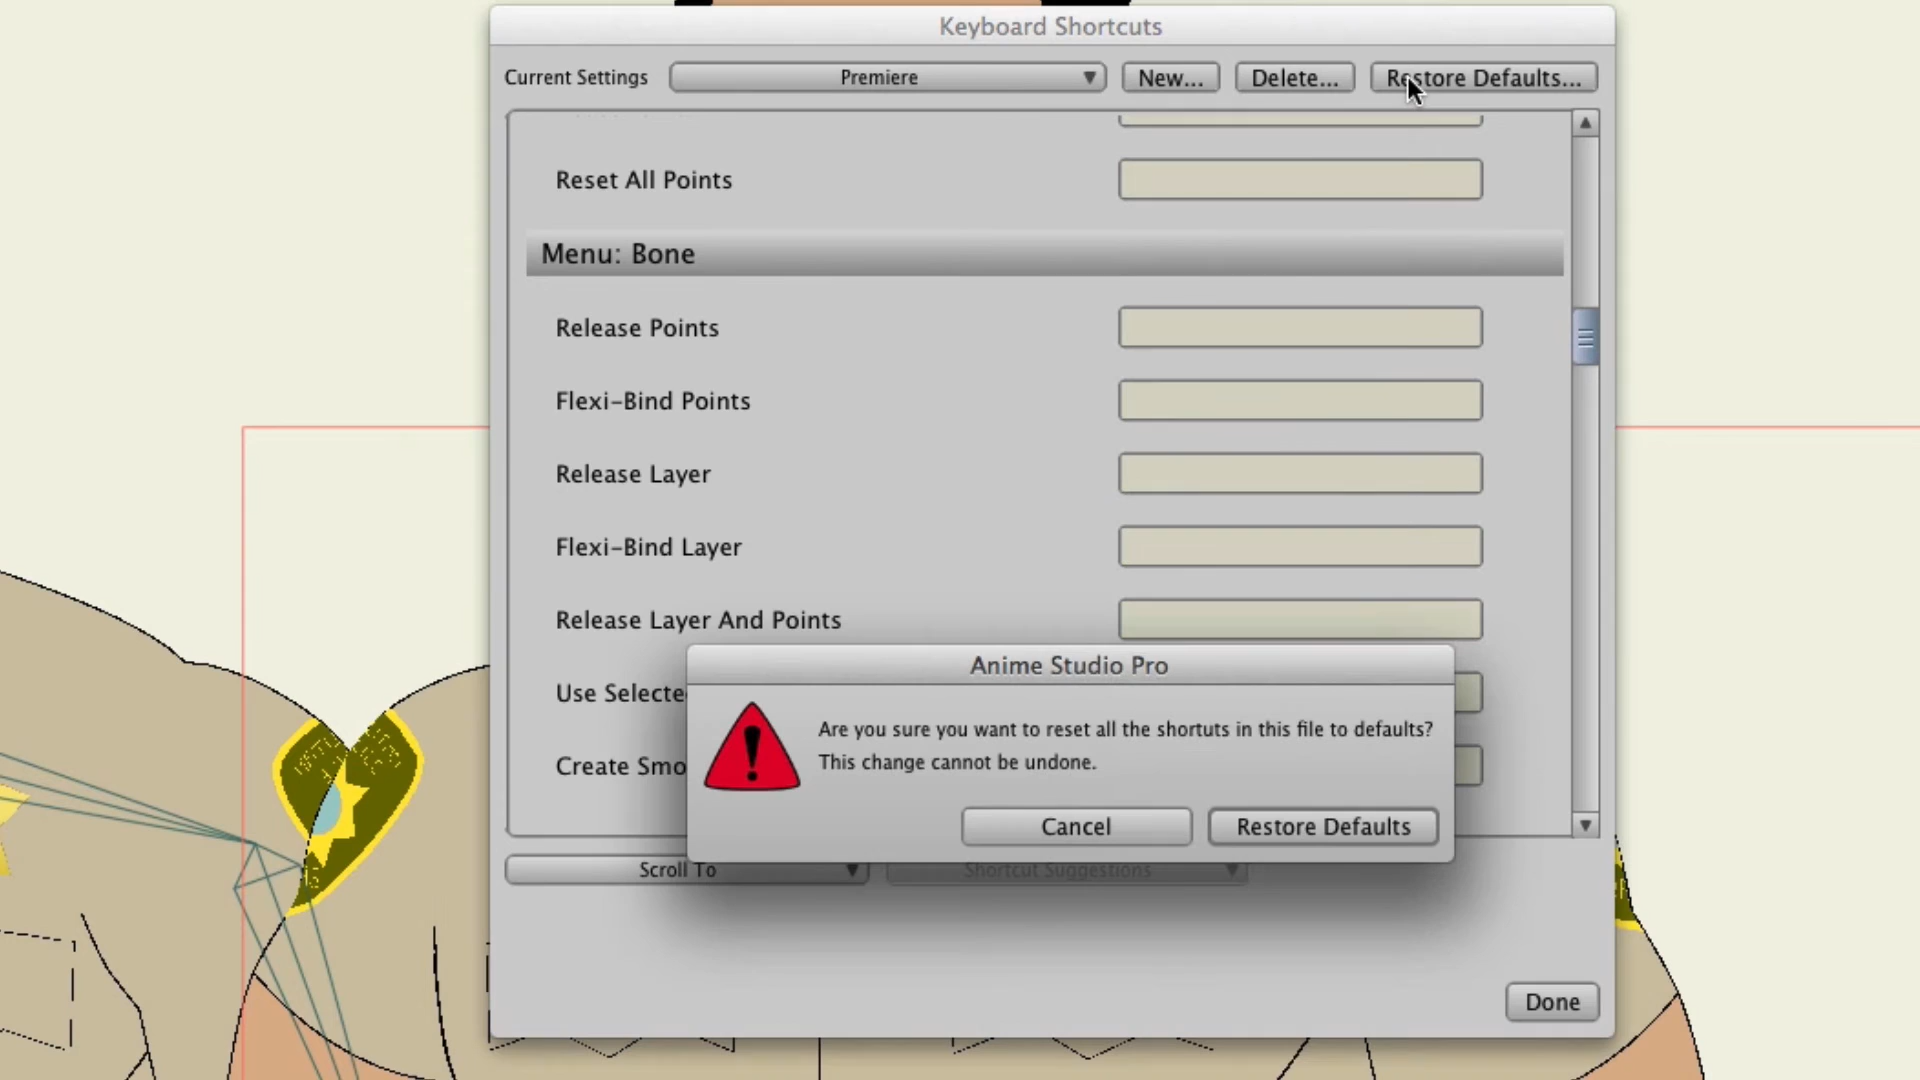 Keyboard Shortcuts
Current Settings Premiere New... Delete... Restore Defaults...
Reset All Points
Menu: Bone
Release Points
Flexi-Bind Points
Release Layer
Flexi-Bind Layer
Release Layer And Points
Use Selecte
Create Smo
Anime Studio Pro
Are you sure you want to reset all the shortuts in this file to defaults?
This change cannot be undone.
Cancel Restore Defaults
Scroll To Shortcut Suggestions
Done